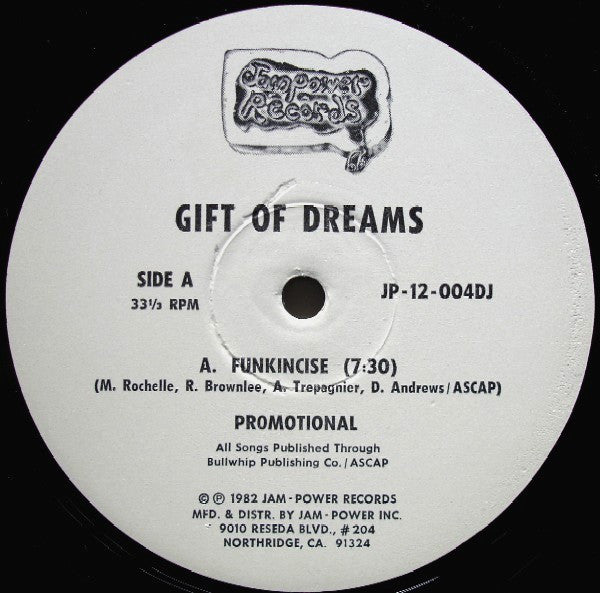 Jampower
Records
GIFT OF DREAMS
SIDE A
33⅓ RPM
JP-12-004DJ
A. FUNKINCISE (7:30)
(M. Rochelle, R. Brownlee, A. Trepagnier, D. Andrews/ASCAP)
PROMOTIONAL
All Songs Published Through
Bullwhip Publishing Co./ASCAP
© ℗ 1982 JAM-POWER RECORDS
MFD. & DISTR. BY JAM-POWER INC.
9010 RESEDA BLVD., #204
NORTHRIDGE, CA. 91324